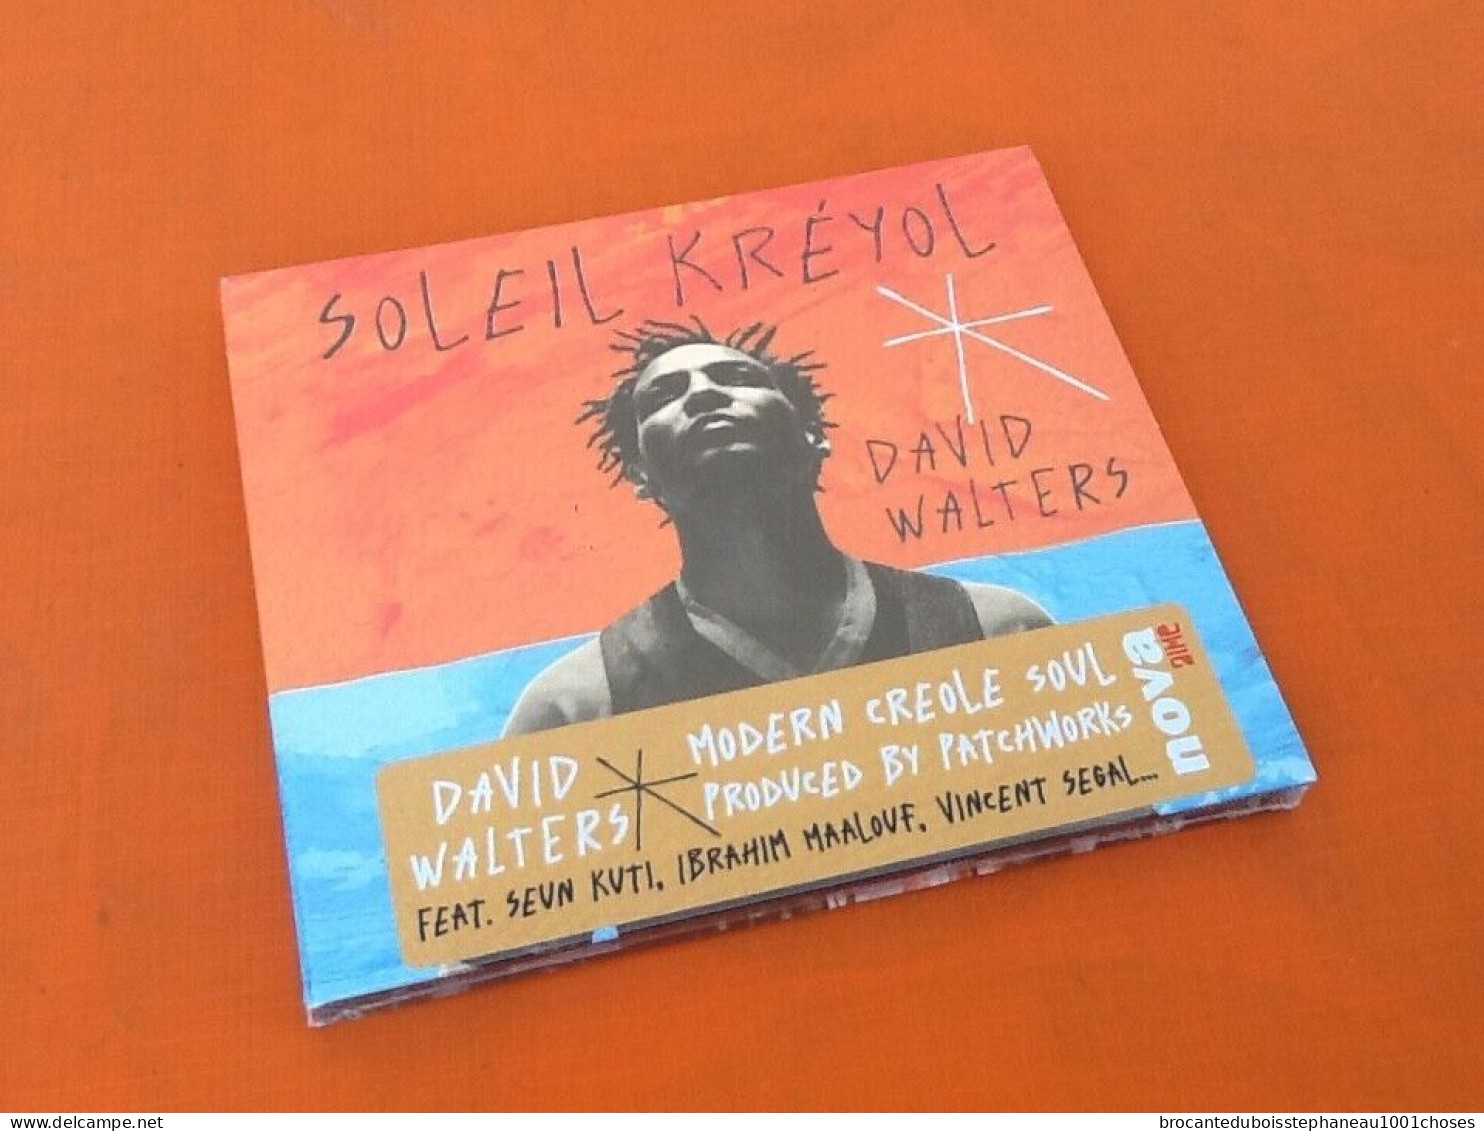 SOLEIL KRÉYOL
DAVID
WALTERS
DAVID
WALTERS
MODERN CREOLE SOUL
PRODUCED BY PATCHWORKS
FEAT. SEUN KUTI, IBRAHIM MAALOUF, VINCENT SEGAL...
nova
aime
delcampe.net
brocanteduboisstephaneau1001choses